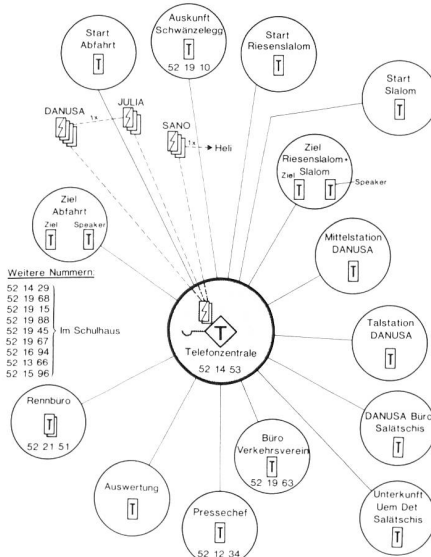 Start
Abfahrt
T
Auskunft
Schwänzelegg
T
52 19 10
Start
Riesenslalom
T
Start
Slalom
T
DANUSA
1x
JULIA
SANO
1x
Heli
Ziel
Riesenslalom+
Slalom
Ziel
T
T
Speaker
Ziel
Abfahrt
Ziel
Speaker
T
T
Mittelstation
DANUSA
T
Weitere Nummern:
52 14 29
52 19 68
52 19 15
52 19 88
52 19 45 Im Schulhaus
52 19 67
52 16 94
52 13 66
52 15 96
T
Telefonzentrale
52 14 53
Talstation
DANUSA
T
DANUSA Büro
Salätschis
T
Rennbüro
T
52 21 51
Büro
Verkehrsverein
T
52 19 63
Auswertung
T
Pressechef
T
52 12 34
Unterkunft
Uem Det
Salätschis
T